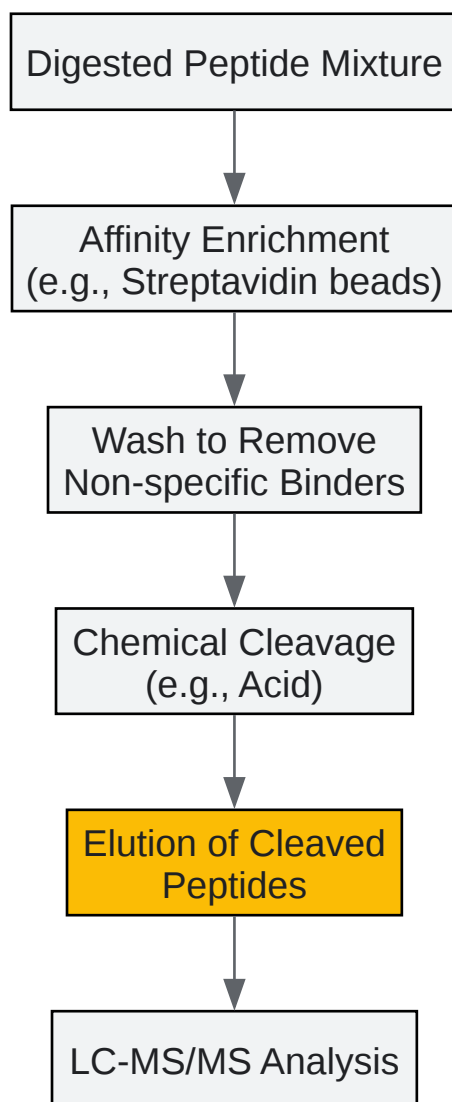 Digested Peptide Mixture
Affinity Enrichment
(e.g., Streptavidin beads)
Wash to Remove
Non-specific Binders
Chemical Cleavage
(e.g., Acid)
Elution of Cleaved
Peptides
LC-MS/MS Analysis